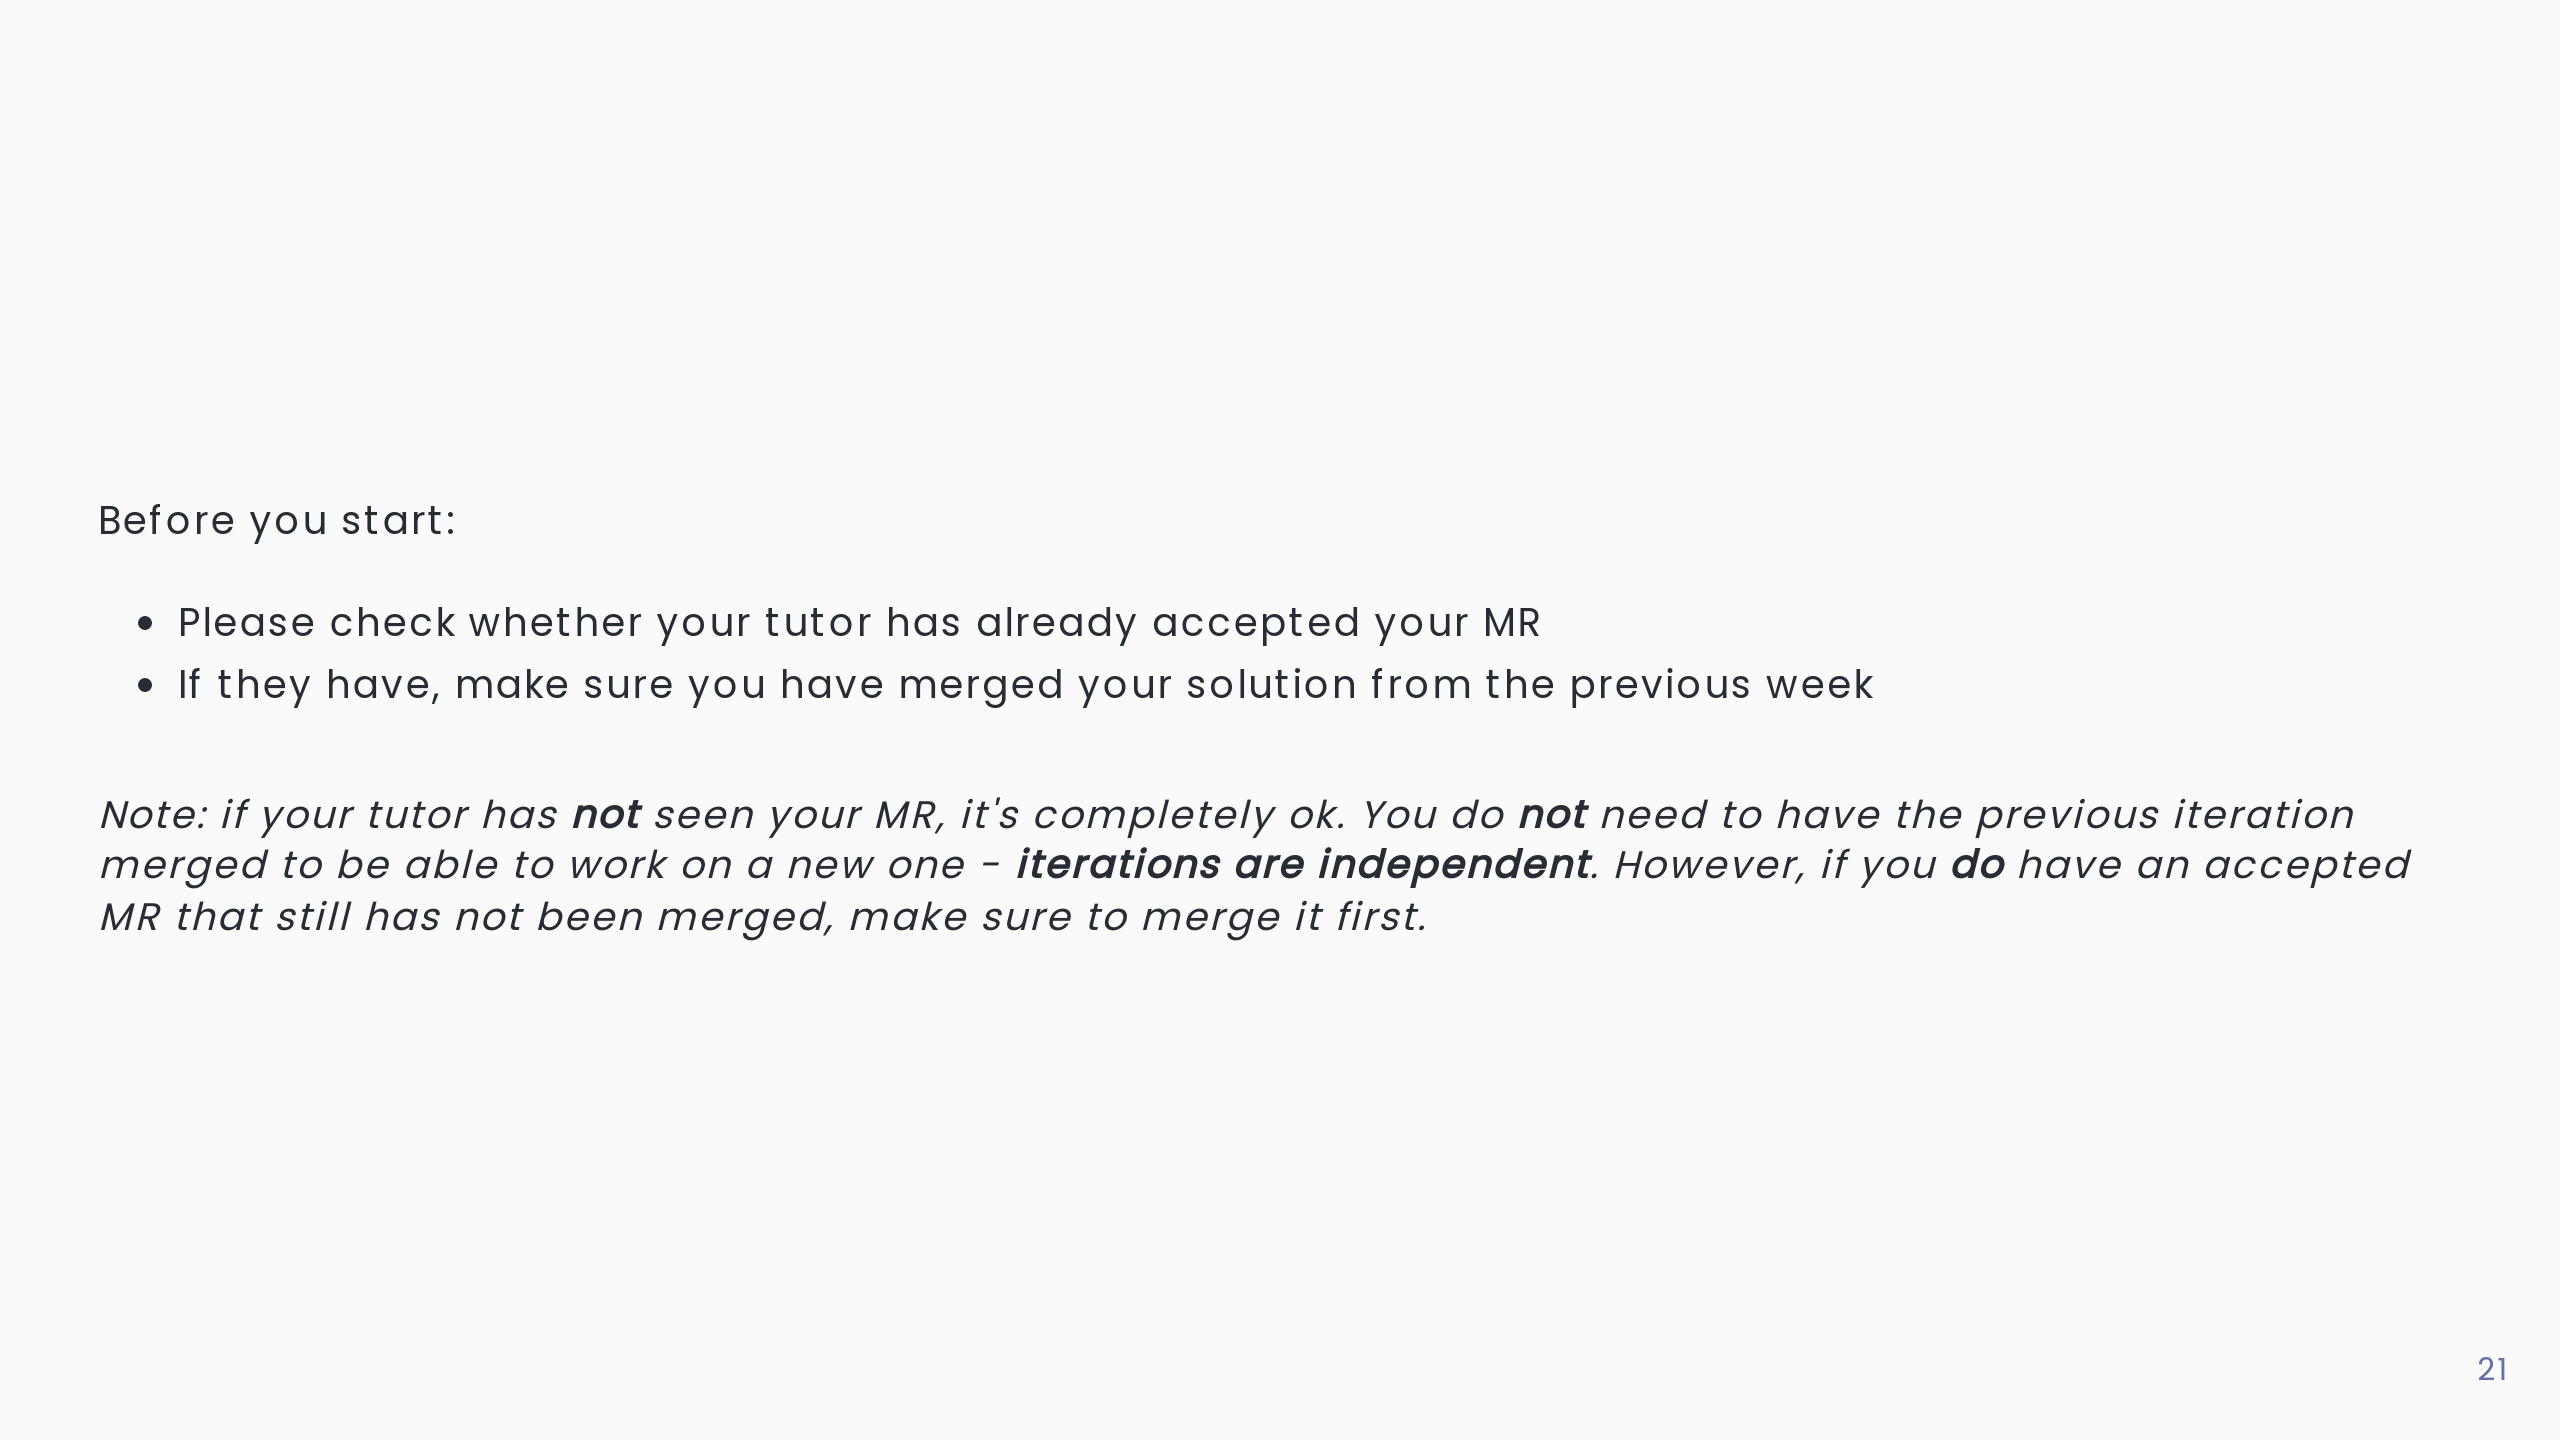 Before you start:
• Please check whether your tutor has already accepted your MR
• If they have, make sure you have merged your solution from the previous week
Note: if your tutor has not seen your MR, it's completely ok. You do not need to have the previous iteration
merged to be able to work on a new one - iterations are independent. However, if you do have an accepted
MR that still has not been merged, make sure to merge it first.
21